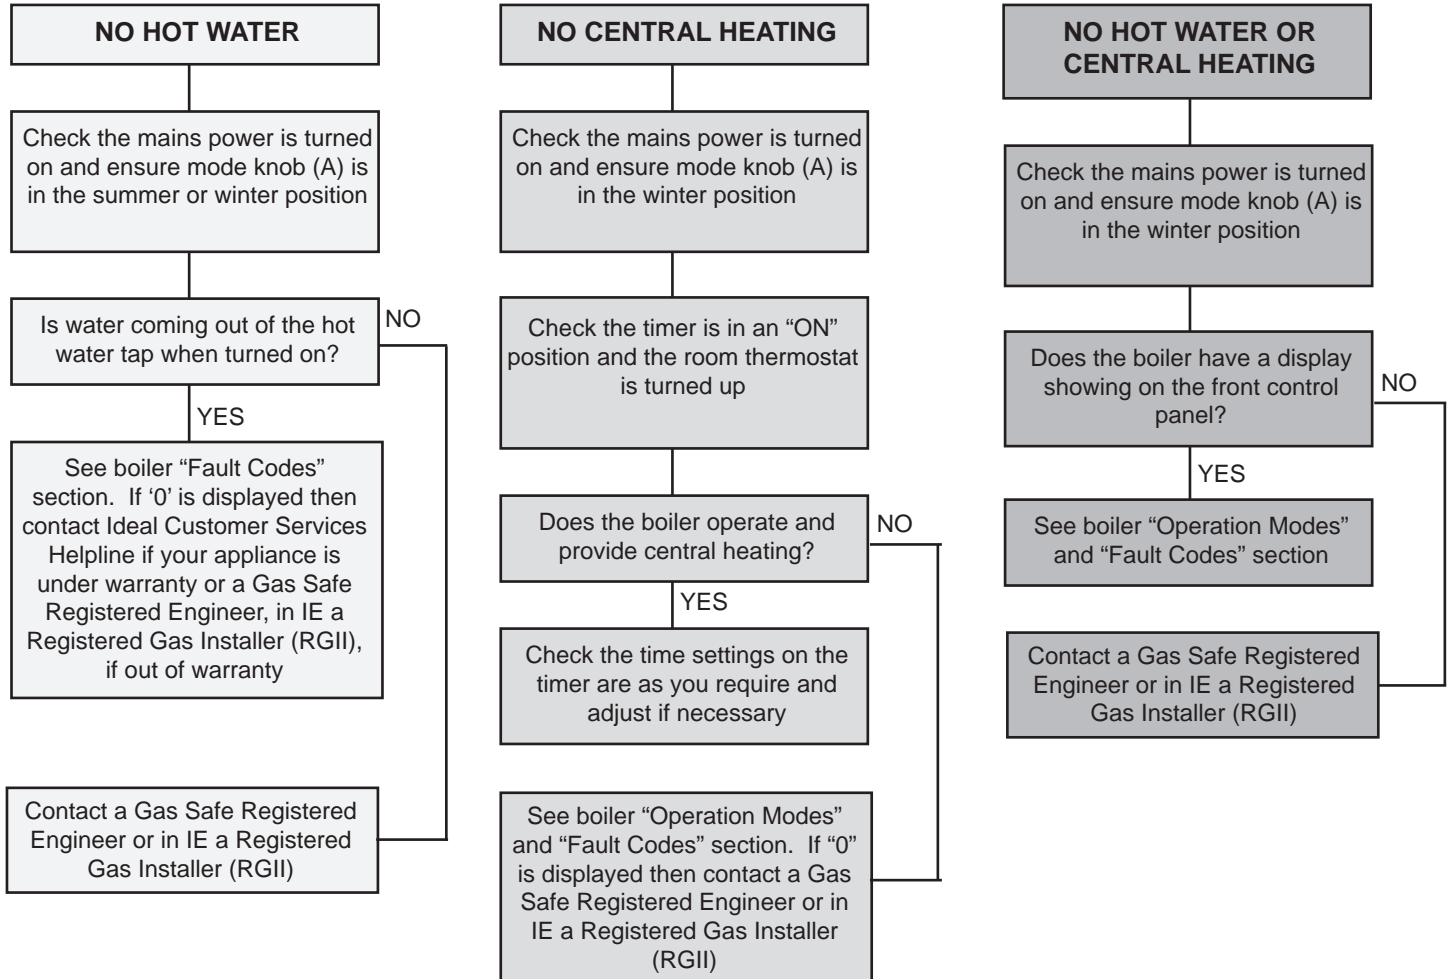 NO HOT WATER
Check the mains power is turned
on and ensure mode knob (A) is
in the summer or winter position
Is water coming out of the hot
water tap when turned on?
NO
YES
See boiler “Fault Codes”
section. If ‘0’ is displayed then
contact Ideal Customer Services
Helpline if your appliance is
under warranty or a Gas Safe
Registered Engineer, in IE a
Registered Gas Installer (RGII),
if out of warranty
Contact a Gas Safe Registered
Engineer or in IE a Registered
Gas Installer (RGII)
NO CENTRAL HEATING
Check the mains power is turned
on and ensure mode knob (A) is
in the winter position
Check the timer is in an “ON”
position and the room thermostat
is turned up
Does the boiler operate and
provide central heating?
NO
YES
Check the time settings on the
timer are as you require and
adjust if necessary
See boiler “Operation Modes”
and “Fault Codes” section. If “0”
is displayed then contact a Gas
Safe Registered Engineer or in
IE a Registered Gas Installer
(RGII)
NO HOT WATER OR
CENTRAL HEATING
Check the mains power is turned
on and ensure mode knob (A) is
in the winter position
Does the boiler have a display
showing on the front control
panel?
NO
YES
See boiler “Operation Modes”
and “Fault Codes” section
Contact a Gas Safe Registered
Engineer or in IE a Registered
Gas Installer (RGII)